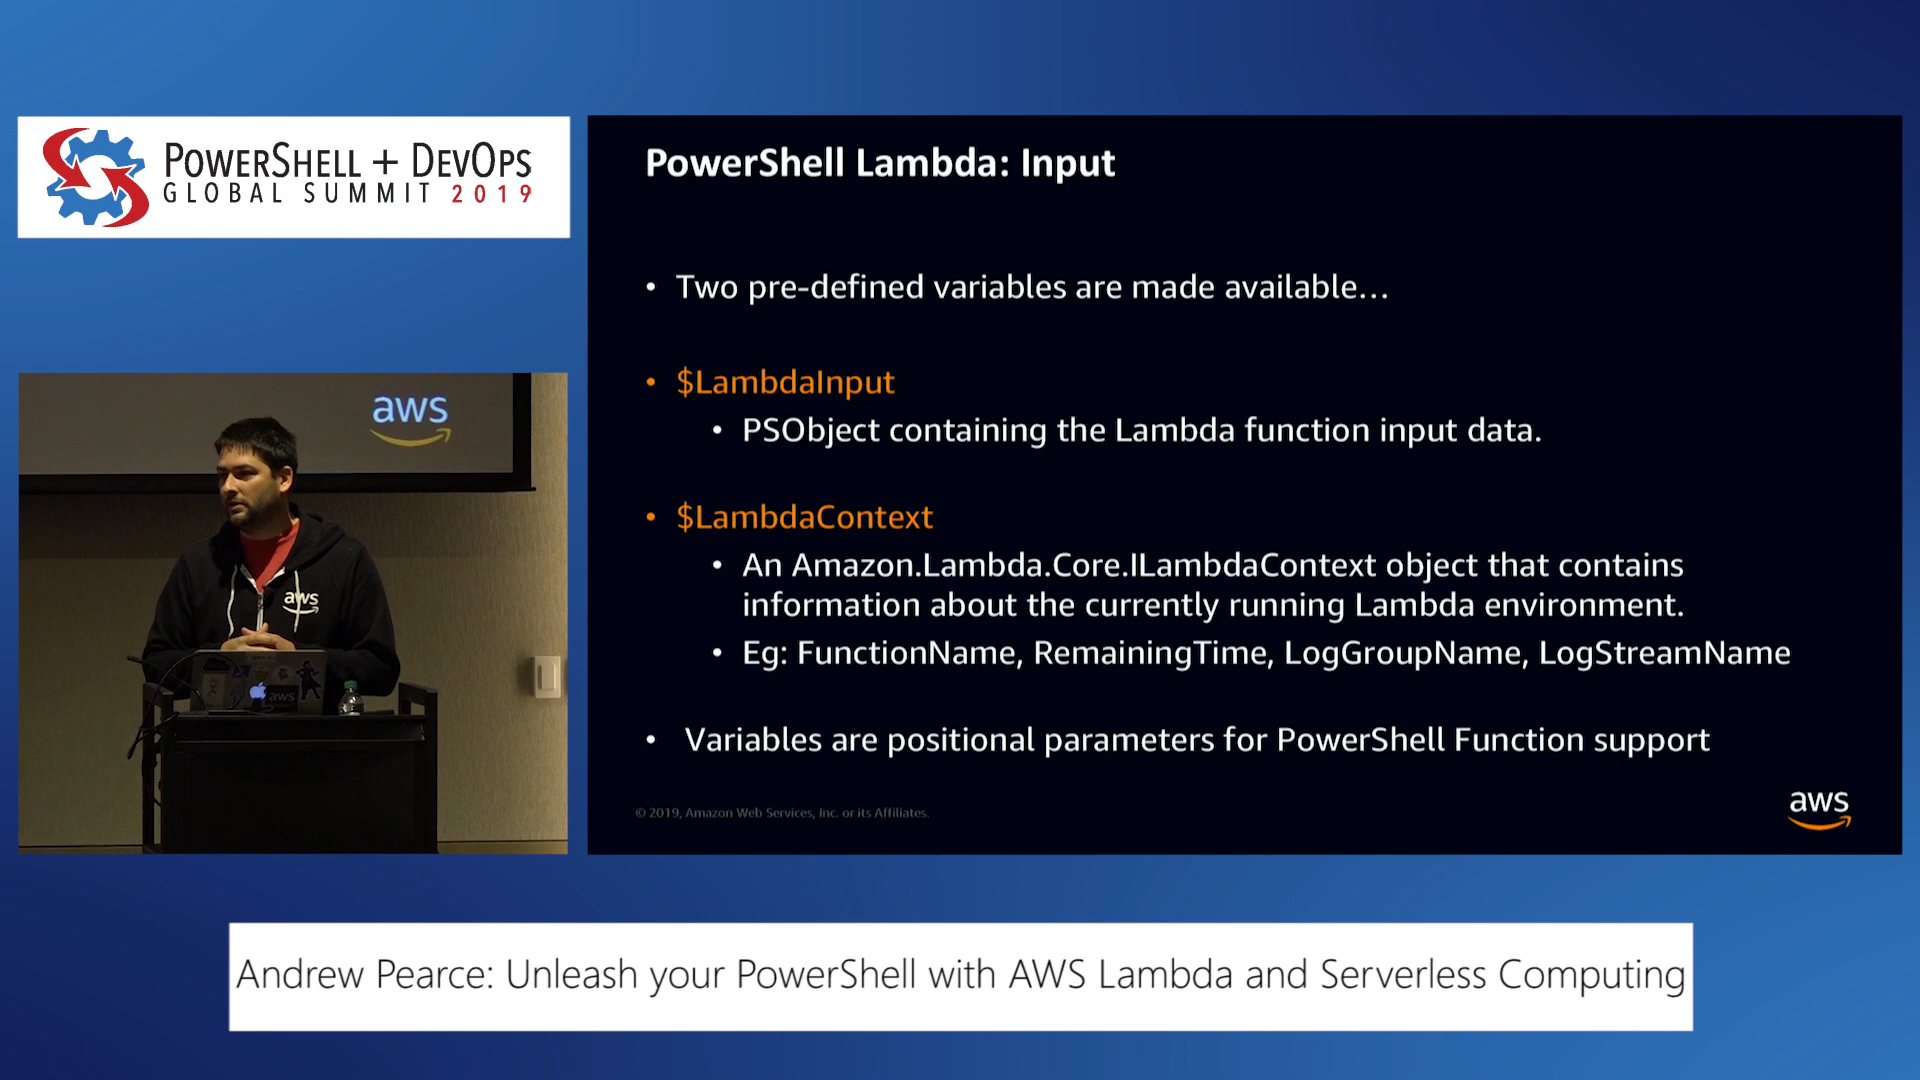 POWERSHELL + DEVOPS
GLOBAL SUMMIT 2019
PowerShell Lambda: Input
• Two pre-defined variables are made available...
• $LambdaInput
• PSObject containing the Lambda function input data.
• $LambdaContext
• An Amazon.Lambda.Core.ILambdaContext object that contains
information about the currently running Lambda environment.
• Eg: FunctionName, RemainingTime, LogGroupName, LogStreamName
• Variables are positional parameters for PowerShell Function support
© 2019, Amazon Web Services, Inc. or its Affiliates.
aws
aws
aws
aws
Andrew Pearce: Unleash your PowerShell with AWS Lambda and Serverless Computing